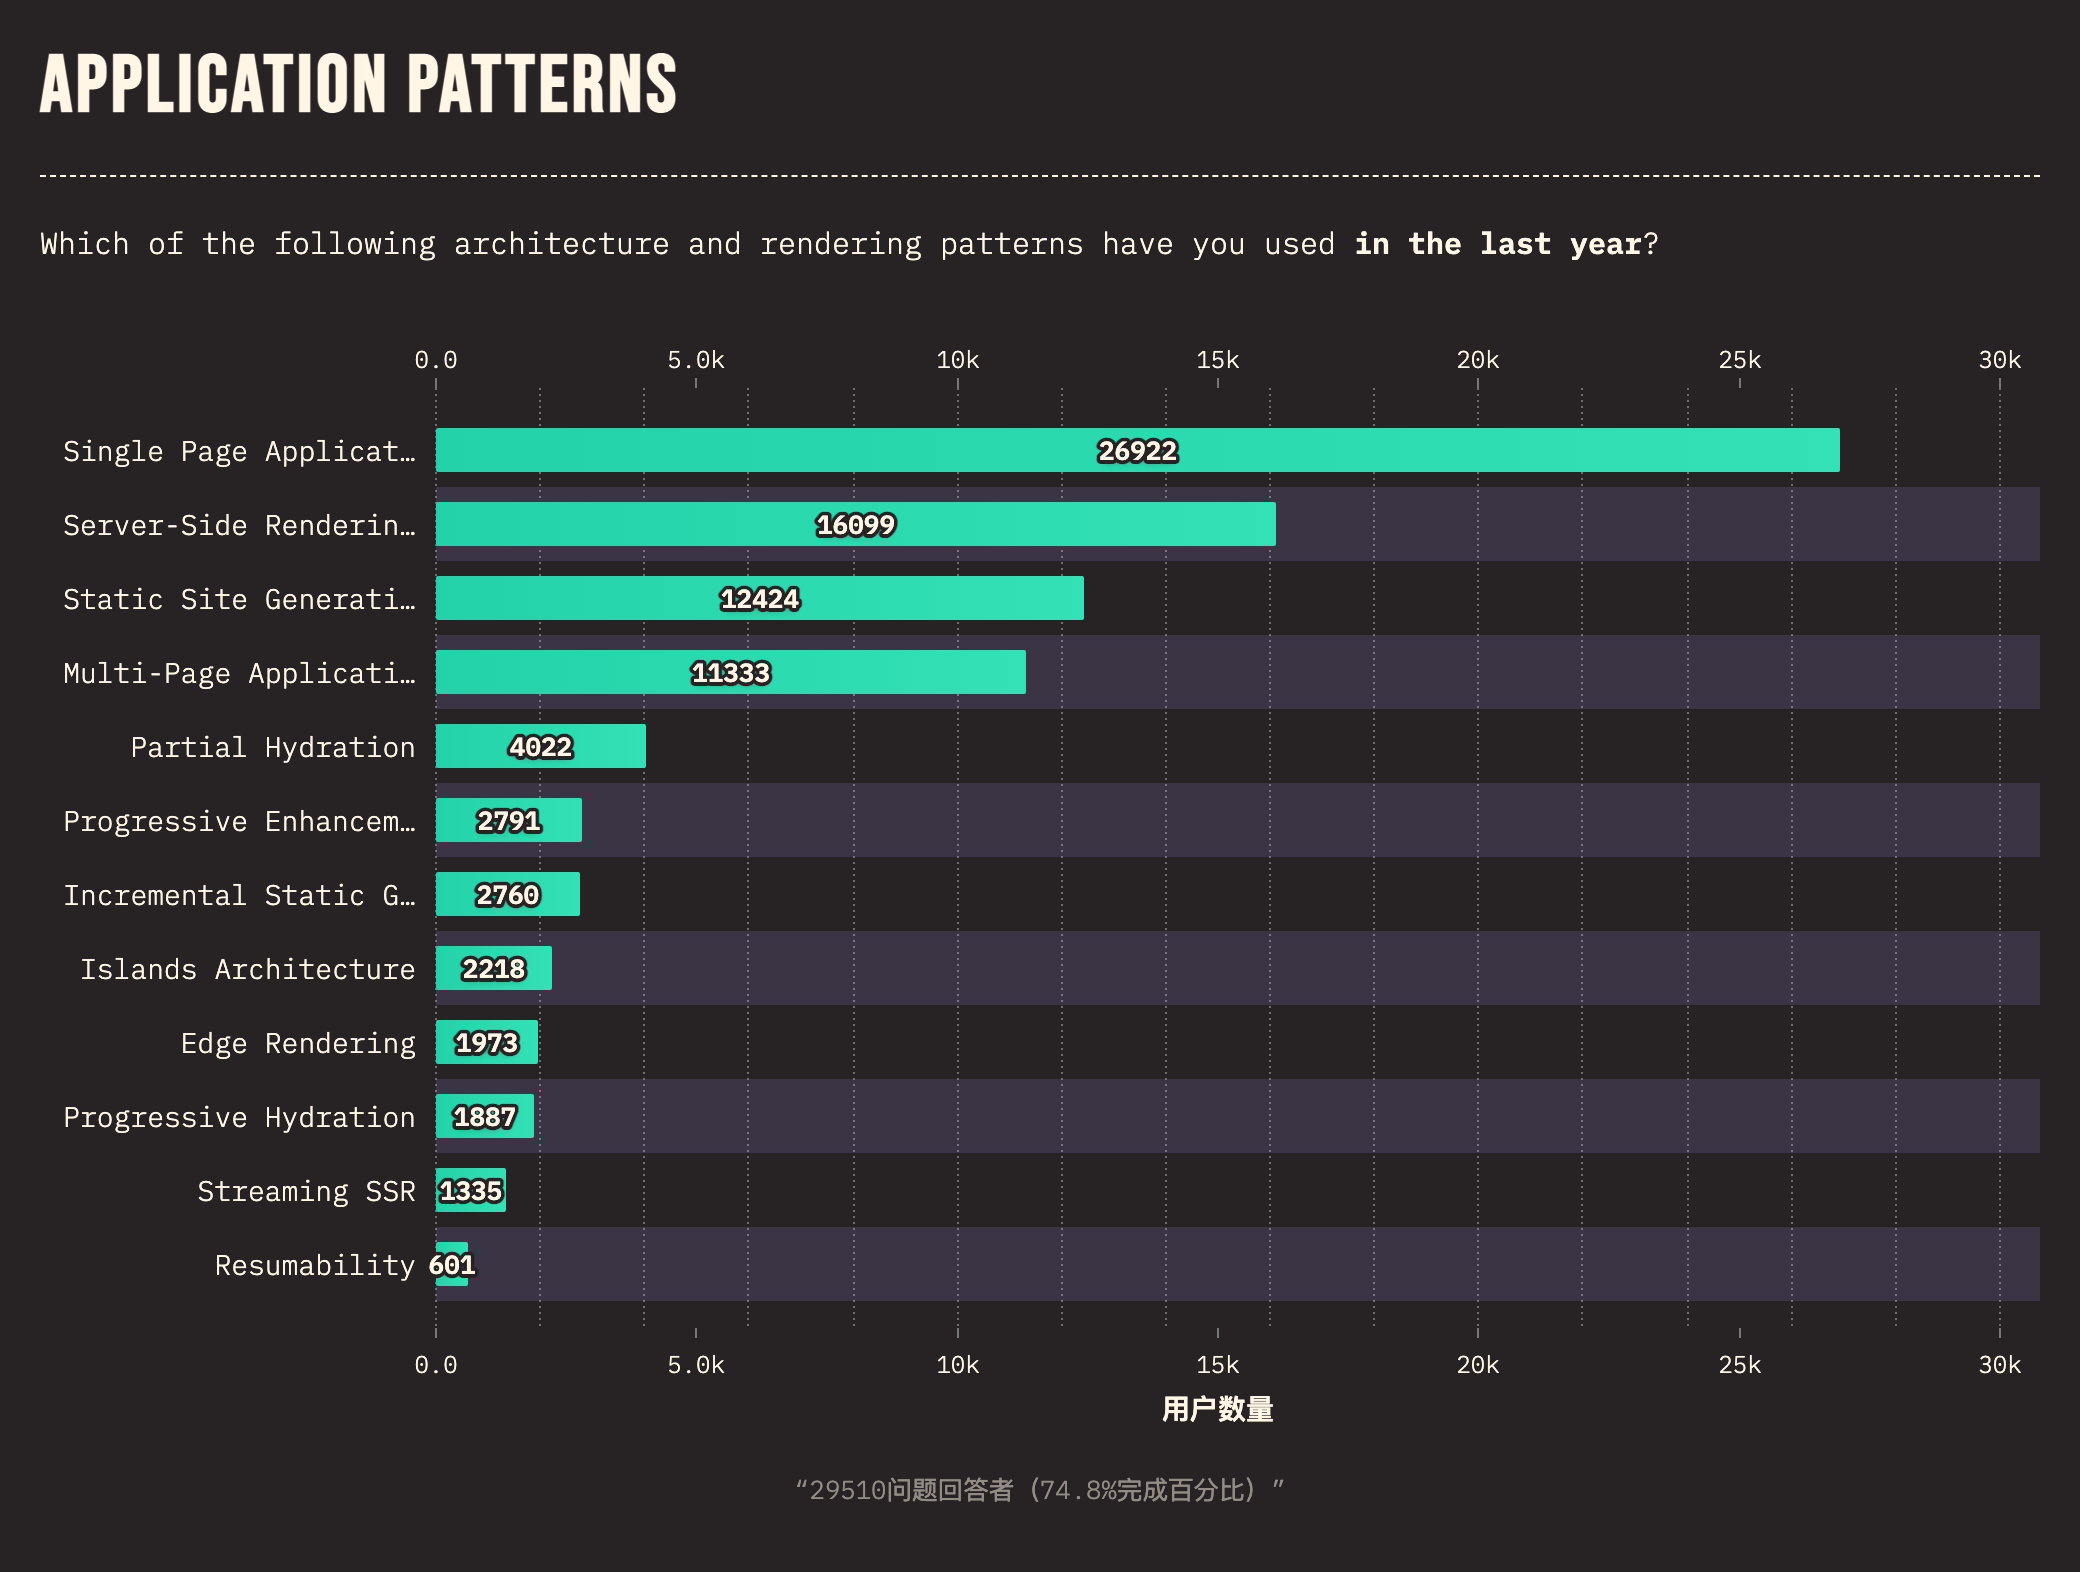 APPLICATION PATTERNS
Which of the following architecture and rendering patterns have you used in the last year?
0.0 5.0k 10k 15k 20k 25k 30k
Single Page Applicat… 26922
Server-Side Renderin… 16099
Static Site Generati… 12424
Multi-Page Applicati… 11333
Partial Hydration 4022
Progressive Enhancem… 2791
Incremental Static G… 2760
Islands Architecture 2218
Edge Rendering 1973
Progressive Hydration 1887
Streaming SSR 1335
Resumability 601
0.0 5.0k 10k 15k 20k 25k 30k
用户数量
“29510问题回答者（74.8%完成百分比）”